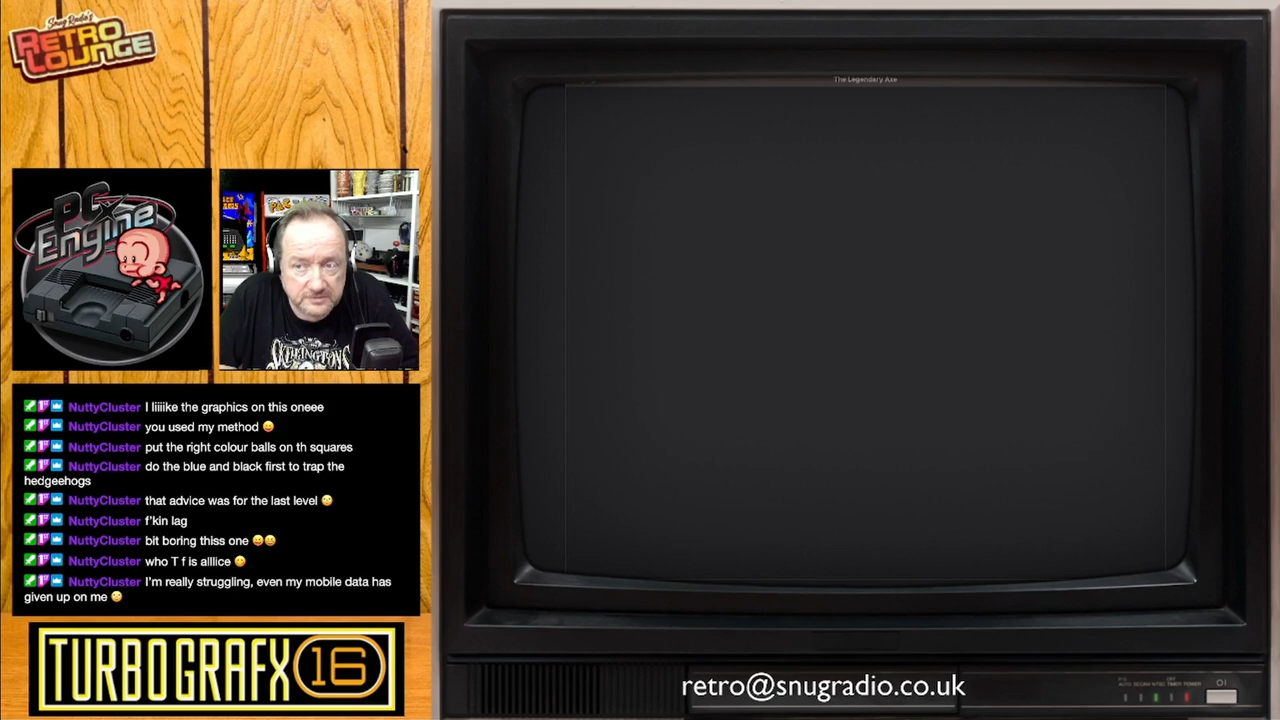 Snug Radio's
RETRO
LOUNGE
The Legendary Axe
PC
Engine
PAC
SKELLINGTONS
NuttyCluster I liiiike the graphics on this oneee
NuttyCluster you used my method
NuttyCluster put the right colour balls on th squares
NuttyCluster do the blue and black first to trap the
hedgeehogs
NuttyCluster that advice was for the last level
NuttyCluster f'kin lag
NuttyCluster bit boring thiss one
NuttyCluster who T f is alllice
NuttyCluster I'm really struggling, even my mobile data has
given up on me
TURBOGRAFX 16
retro@snugradio.co.uk